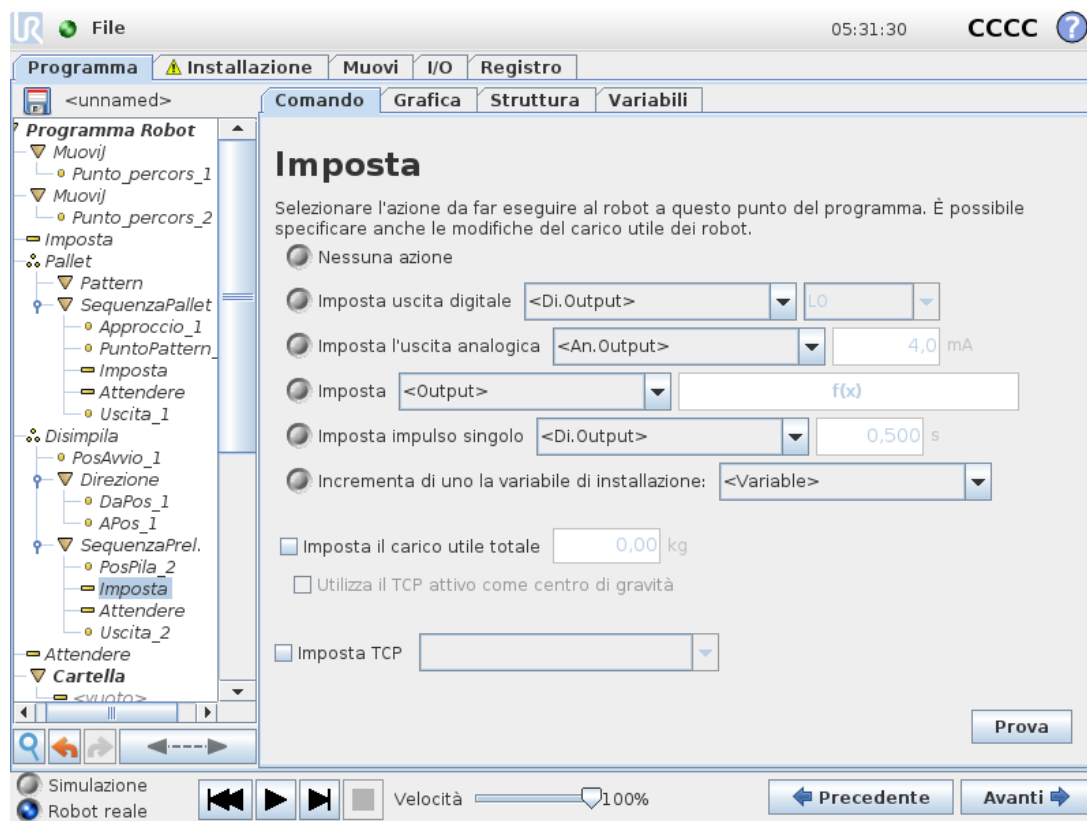 UR File 05:31:30 CCCC ?
Programma Installazione Muovi I/O Registro
<unnamed>
Comando Grafica Struttura Variabili
Programma Robot
MuoviJ
Punto_percors_1
MuoviJ
Punto_percors_2
Imposta
Pallet
Pattern
SequenzaPallet
Approccio_1
PuntoPattern_
Imposta
Attendere
Uscita_1
Disimpila
PosAvvio_1
Direzione
DaPos_1
APos_1
SequenzaPrel.
PosPila_2
Imposta
Attendere
Uscita_2
Attendere
Cartella
<vuoto>
Imposta
Selezionare l'azione da far eseguire al robot a questo punto del programma. È possibile
specificare anche le modifiche del carico utile dei robot.
Nessuna azione
Imposta uscita digitale <Di.Output> LO
Imposta l'uscita analogica <An.Output> 4,0 mA
Imposta <Output> f(x)
Imposta impulso singolo <Di.Output> 0,500 s
Incrementa di uno la variabile di installazione: <Variable>
Imposta il carico utile totale 0,00 kg
Utilizza il TCP attivo come centro di gravità
Imposta TCP
Prova
Simulazione
Robot reale
Velocità 100%
Precedente Avanti